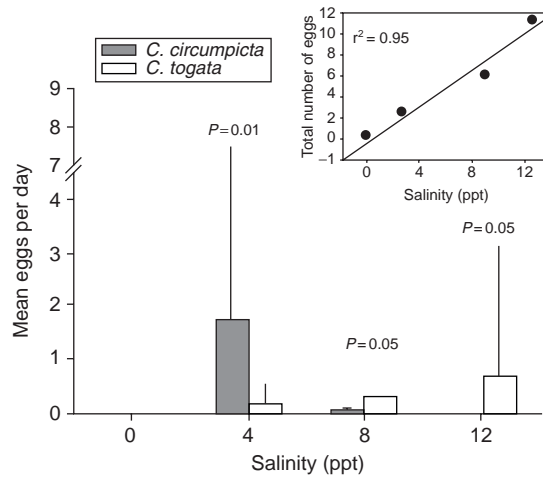 C. circumpicta
C. togata
Mean eggs per day
9
8
7
4
3
2
1
0
P=0.01
P=0.05
P=0.05
0 4 8 12
Salinity (ppt)
Total number of eggs
12
10
8
6
4
2
0
−1
r² = 0.95
0 4 8 12
Salinity (ppt)